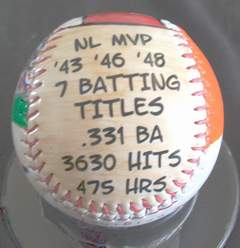 NL MVP
'43 '46 '48
7 BATTING
TITLES
.331 BA
3630 HITS
475 HRS